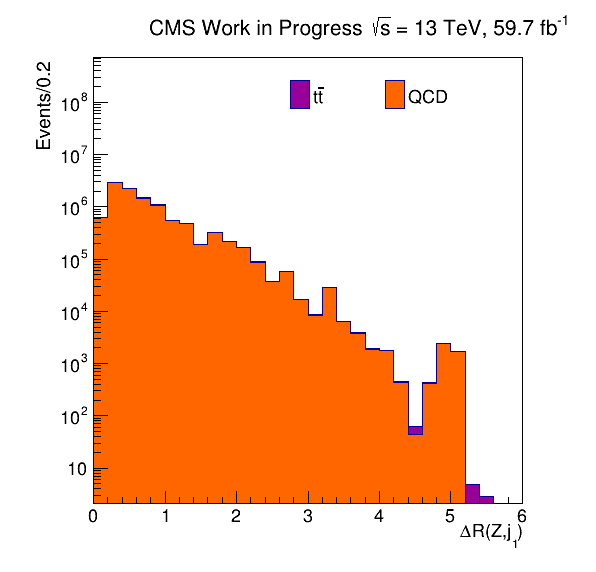 CMS Work in Progress √s = 13 TeV, 59.7 fb⁻¹
Events/0.2
tt̄
QCD
10⁸
10⁷
10⁶
10⁵
10⁴
10³
10²
10
0 1 2 3 4 5 6
ΔR(Z,j₁)